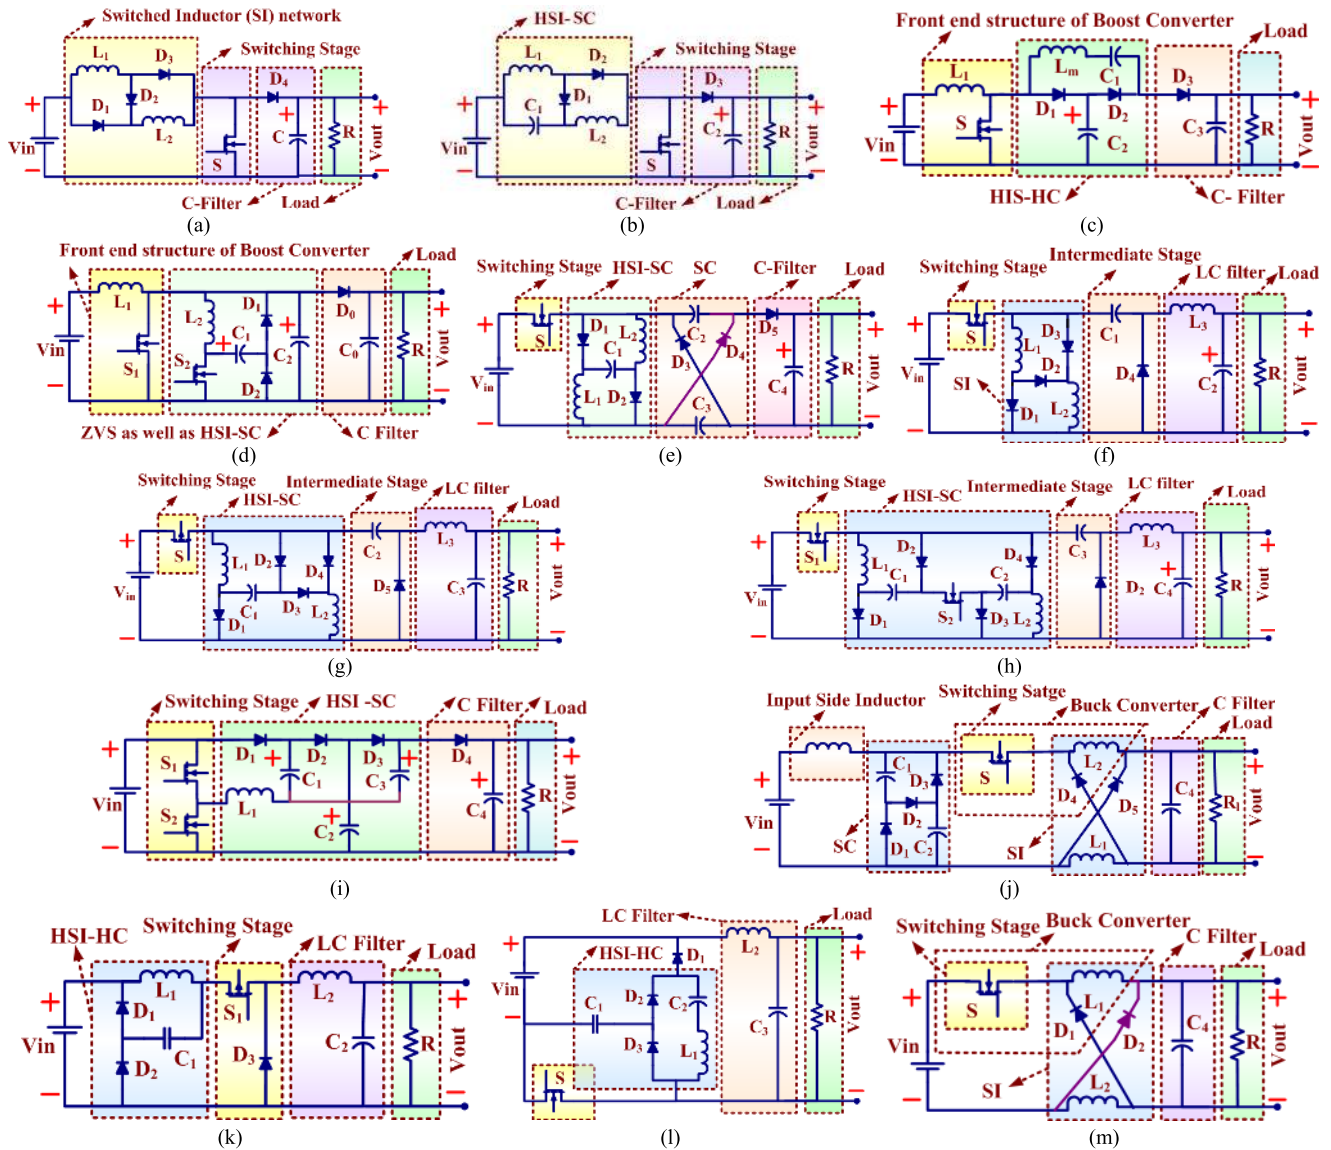 Switched Inductor (SI) network
Switching Stage
L1
D3
D1
D2
L2
D4
+
+
+
Vin
S
C
R
Vout
−
−
C-Filter
Load
(a)
HSI-SC
Switching Stage
L1
D2
C1
D1
L2
D3
+
+
+
Vin
S
C2
R
Vout
−
−
C-Filter
Load
(b)
Front end structure of Boost Converter
Load
L1
Lm
C1
D3
+
+
+
D1
D2
S
C2
C3
R
Vin
Vout
−
−
HIS-HC
C- Filter
(c)
Front end structure of Boost Converter
Load
+
+
+
L1
L2
D1
D0
C1
C2
C0
Vin
S1
S2
D2
R
Vout
−
−
ZVS as well as HSI-SC
C Filter
(d)
Switching Stage
HSI-SC
SC
C-Filter
Load
+
+
+
S
D1
L2
C2
D5
C1
D3
D4
Vin
L1
D2
C4
R
C3
Vout
−
−
(e)
Intermediate Stage
Switching Stage
LC filter
Load
+
+
+
S
L1
D3
C1
L3
D2
Vin
SI
D4
C2
R
D1
L2
Vout
−
−
(f)
Switching Stage
HSI-SC
Intermediate Stage
LC filter
Load
+
+
S
C2
L3
L1
D2
D4
Vin
C1
D3
L2
D5
C3
R
D1
Vout
−
−
(g)
Switching Stage
HSI-SC
Intermediate Stage
LC filter
Load
+
+
+
S1
D2
D4
C3
L3
L1
C1
C2
Vin
S2
D2
C4
R
D1
D3
L2
Vout
−
−
(h)
Switching Stage
HSI -SC
C Filter
Load
+
+
+
+
+
+
S1
D1
D2
D3
D4
C1
C3
Vin
S2
L1
C2
C4
R
Vout
−
−
(i)
Input Side Inductor
Switching Satge
Buck Converter
C Filter
Load
+
+
C1
D3
S
L2
D2
D4
D5
C4
R1
Vin
D1
C2
SC
SI
L1
Vout
−
−
(j)
HSI-HC
Switching Stage
LC Filter
Load
+
+
L1
S1
L2
D1
C1
Vin
D2
D3
C2
R
Vout
−
−
(k)
LC Filter
Load
+
+
HSI-HC
D1
L2
Vin
D2
C2
C1
C3
R
−
D3
L1
S
Vout
−
(l)
Switching Stage
Buck Converter
C Filter
Load
+
+
S
L1
D1
D2
C4
R
Vin
SI
L2
Vout
−
−
(m)